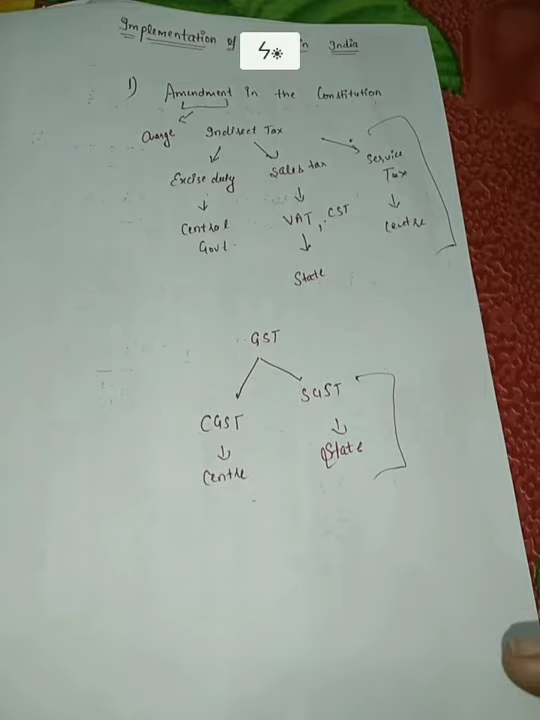 Implementation of in India
1) Amendment in the Constitution
Change Indirect Tax
Excise duty Sales tax Service Tax
Central Govt. VAT, CST Centre
State
GST
CGST SGST
Centre State